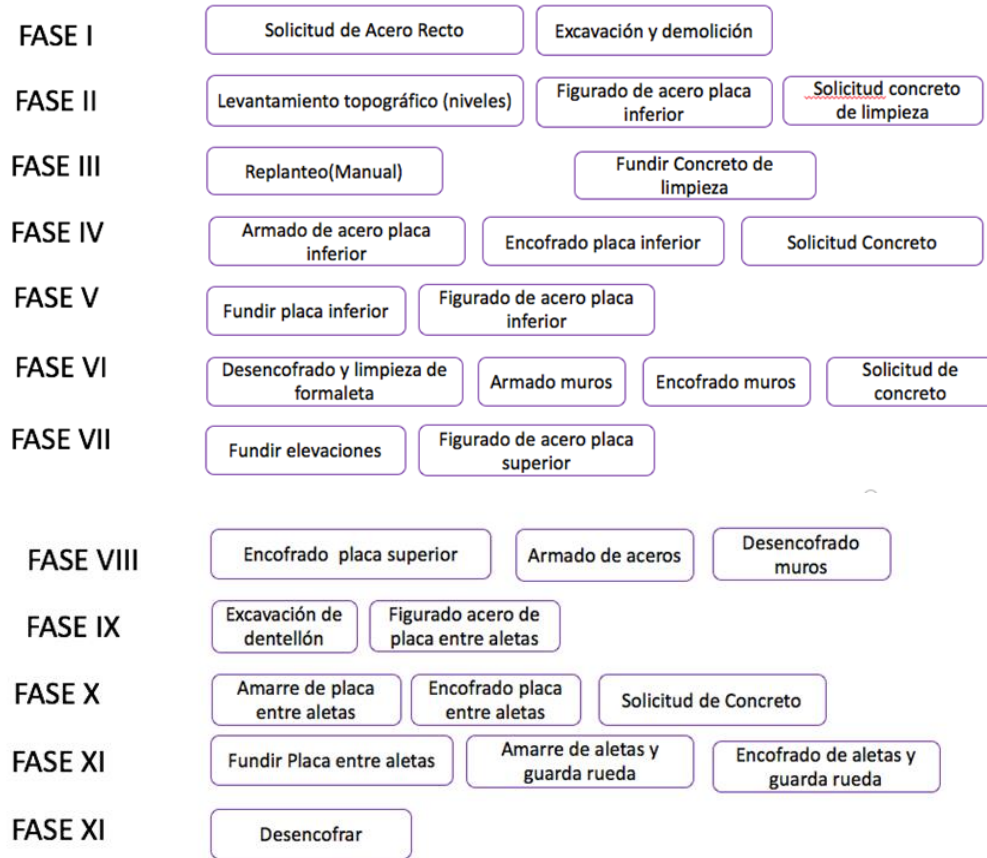 FASE I
Solicitud de Acero Recto
Excavación y demolición
FASE II
Levantamiento topográfico (niveles)
Figurado de acero placa
inferior
Solicitud concreto
de limpieza
FASE III
Replanteo(Manual)
Fundir Concreto de
limpieza
FASE IV
Armado de acero placa
inferior
Encofrado placa inferior
Solicitud Concreto
FASE V
Fundir placa inferior
Figurado de acero placa
inferior
FASE VI
Desencofrado y limpieza de
formaleta
Armado muros
Encofrado muros
Solicitud de
concreto
FASE VII
Fundir elevaciones
Figurado de acero placa
superior
FASE VIII
Encofrado placa superior
Armado de aceros
Desencofrado
muros
FASE IX
Excavación de
dentellón
Figurado acero de
placa entre aletas
FASE X
Amarre de placa
entre aletas
Encofrado placa
entre aletas
Solicitud de Concreto
FASE XI
Fundir Placa entre aletas
Amarre de aletas y
guarda rueda
Encofrado de aletas y
guarda rueda
FASE XI
Desencofrar